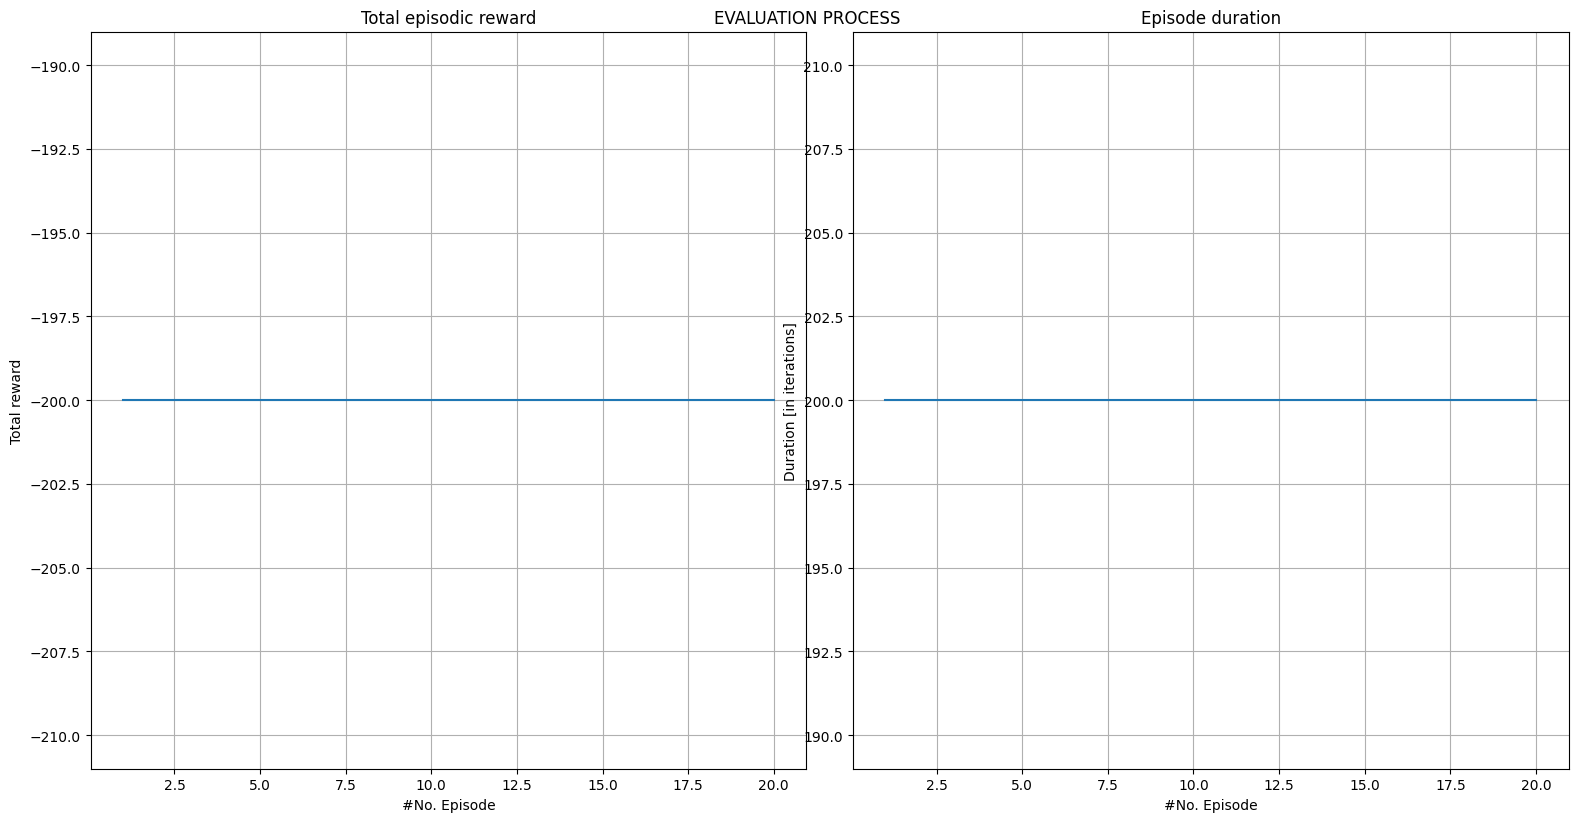 EVALUATION PROCESS
Total episodic reward
Total reward
−190.0
−192.5
−195.0
−197.5
−200.0
−202.5
−205.0
−207.5
−210.0
2.5 5.0 7.5 10.0 12.5 15.0 17.5 20.0
#No. Episode
Episode duration
Duration [in iterations]
210.0
207.5
205.0
202.5
200.0
197.5
195.0
192.5
190.0
2.5 5.0 7.5 10.0 12.5 15.0 17.5 20.0
#No. Episode